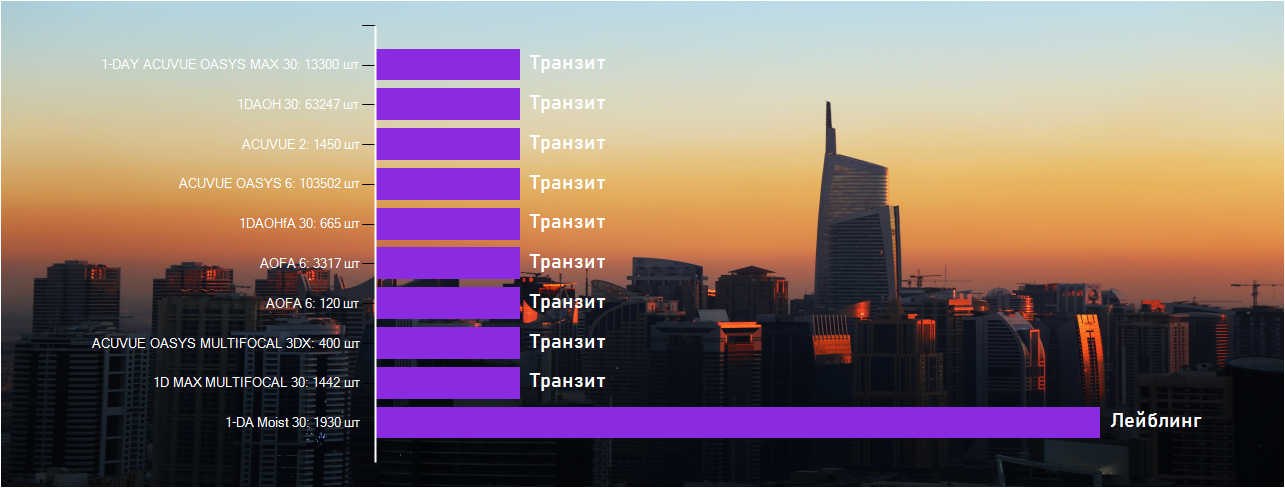 1-DAY ACUVUE OASYS MAX 30: 13300 шт Транзит
1DAOH 30: 63247 шт Транзит
ACUVUE 2: 1450 шт Транзит
ACUVUE OASYS 6: 103502 шт Транзит
1DAOHfA 30: 665 шт Транзит
AOFA 6: 3317 шт Транзит
AOFA 6: 120 шт Транзит
ACUVUE OASYS MULTIFOCAL 3DX: 400 шт Транзит
1D MAX MULTIFOCAL 30: 1442 шт Транзит
1-DA Moist 30: 1930 шт Лейблинг